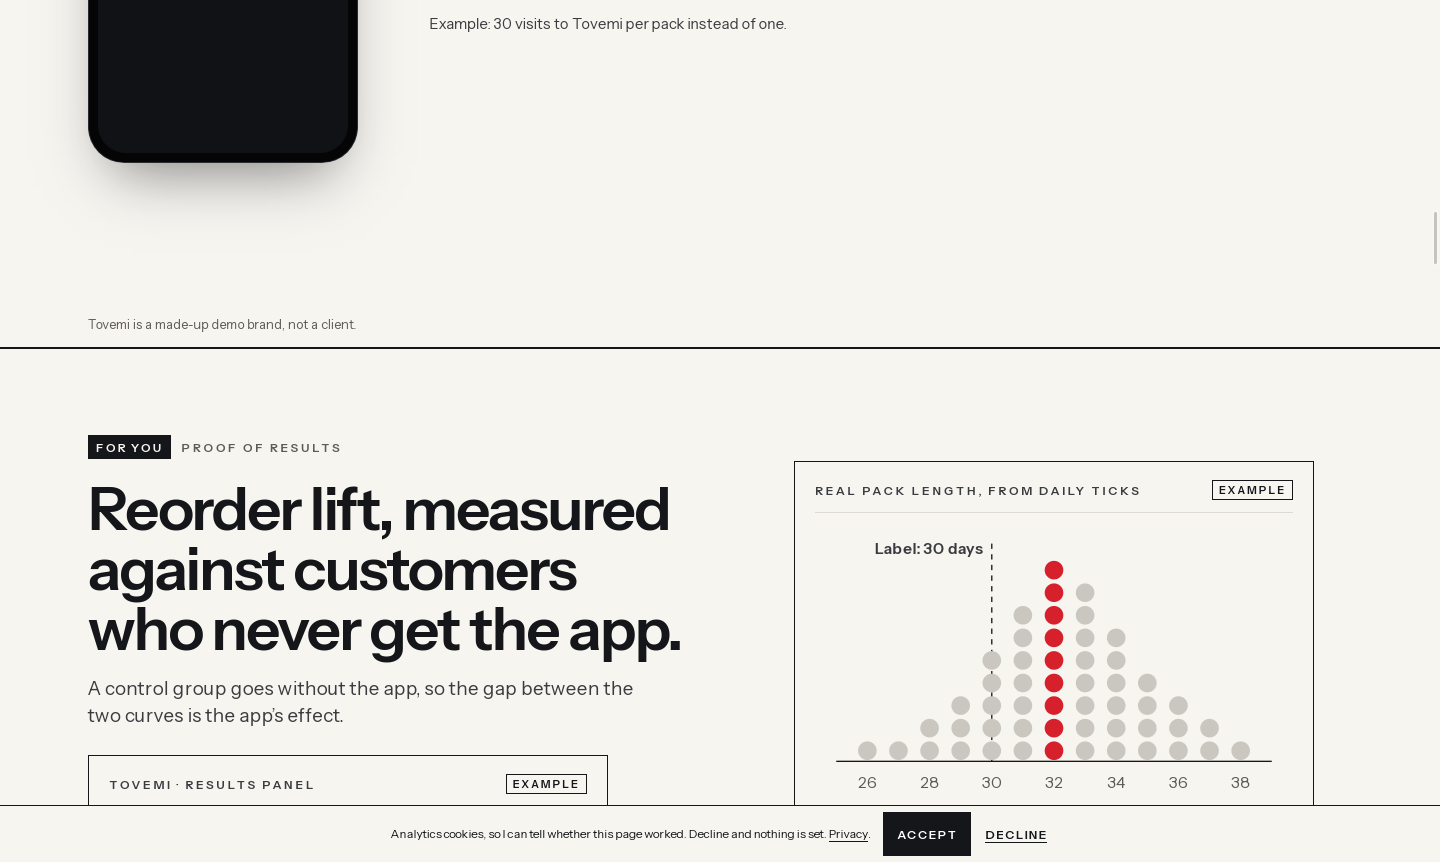 Example: 30 visits to Tovemi per pack instead of one.
Tovemi is a made-up demo brand, not a client.
FOR YOU PROOF OF RESULTS
Reorder lift, measured
against customers
who never get the app.
A control group goes without the app, so the gap between the
two curves is the app’s effect.
TOVEMI · RESULTS PANEL EXAMPLE
REAL PACK LENGTH, FROM DAILY TICKS EXAMPLE
Label: 30 days
26 28 30 32 34 36 38
Analytics cookies, so I can tell whether this page worked. Decline and nothing is set. Privacy. ACCEPT DECLINE